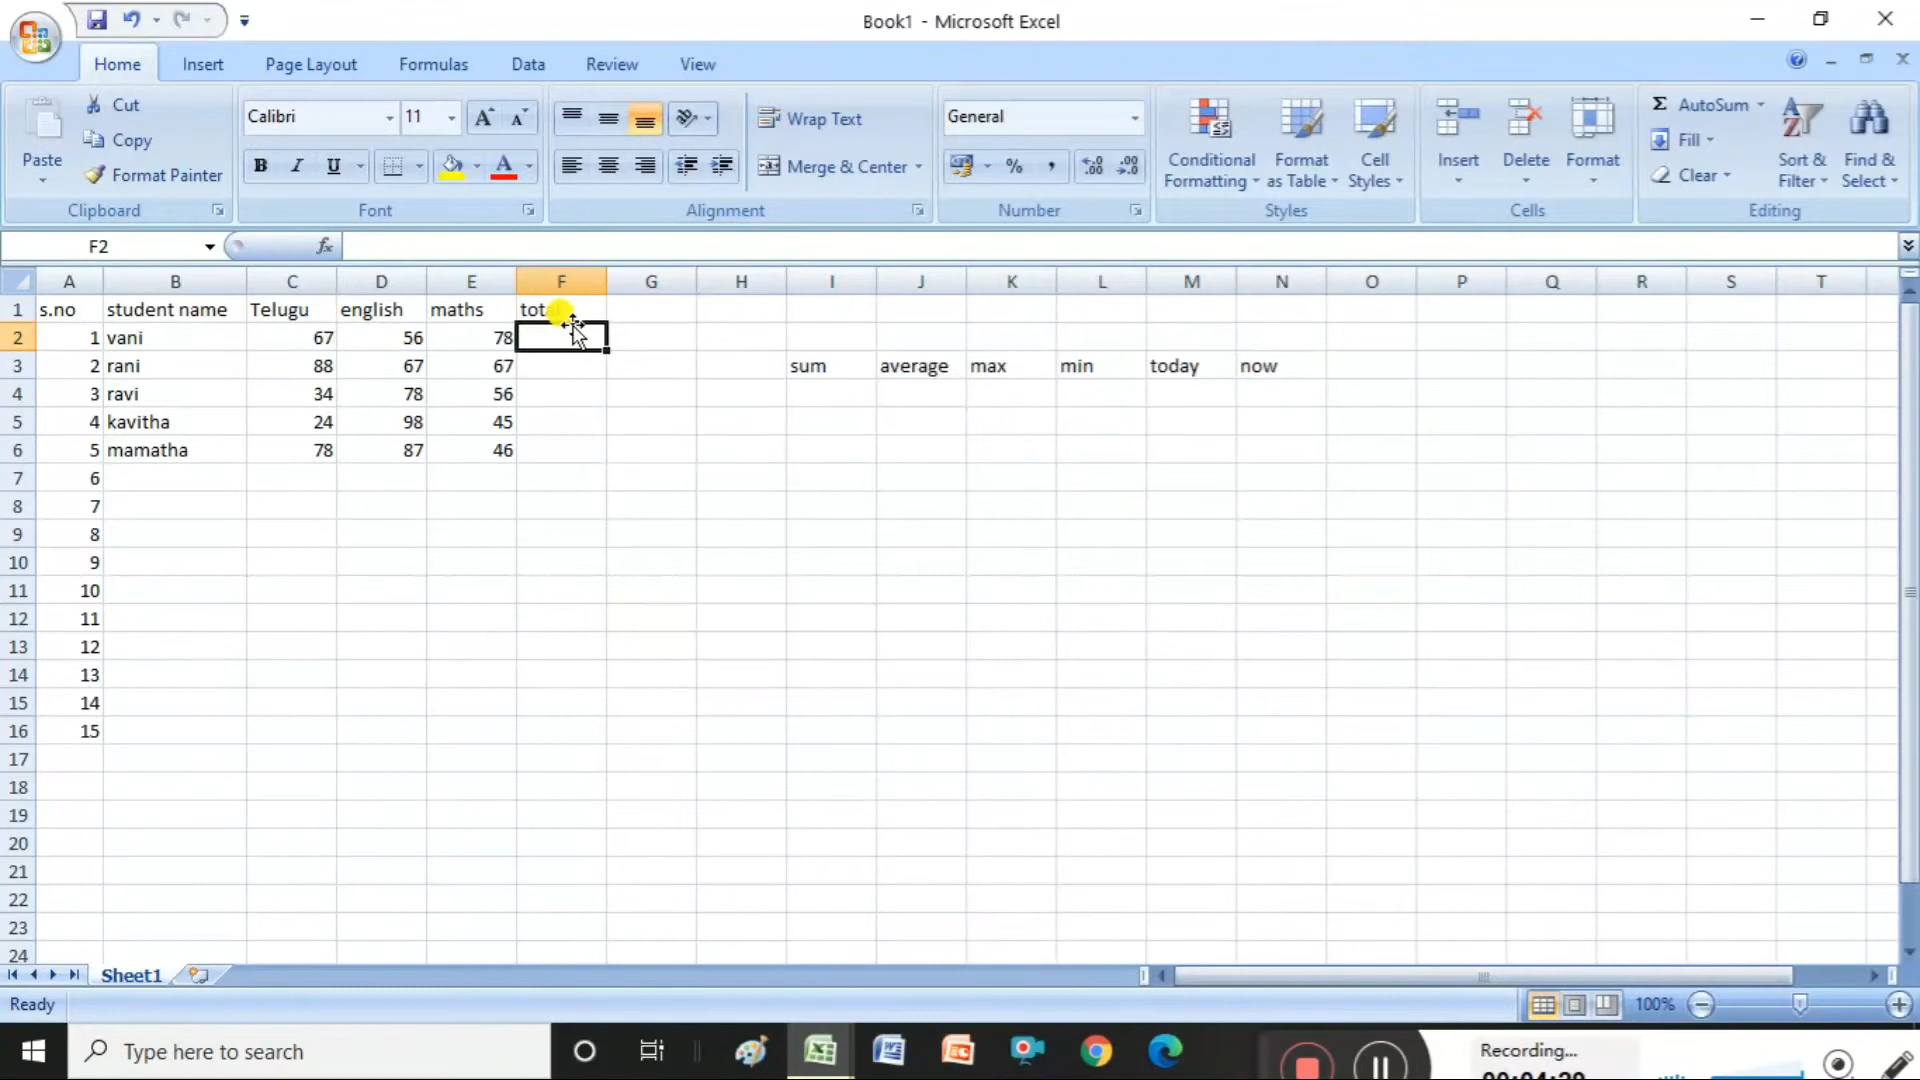 Book1 - Microsoft Excel
Home Insert Page Layout Formulas Data Review View
Paste
Cut
Copy
Format Painter
Clipboard
Calibri 11
B I U A
Font
Wrap Text
Merge & Center
Alignment
General
% ,
Number
Conditional Formatting
Format as Table
Cell Styles
Styles
Insert Delete Format
Cells
Σ AutoSum
Fill
Clear
Sort & Filter
Find & Select
Editing
F2 fx
A B C D E F G H I J K L M N O P Q R S T
1 s.no student name Telugu english maths
2 1 vani 67 56 78
3 2 rani 88 67 67 sum average max min today now
4 3 ravi 34 78 56
5 4 kavitha 24 98 45
6 5 mamatha 78 87 46
7 6
8 7
9 8
10 9
11 10
12 11
13 12
14 13
15 14
16 15
17
18
19
20
21
22
23
24
Sheet1
Ready 100%
Type here to search
Recording...